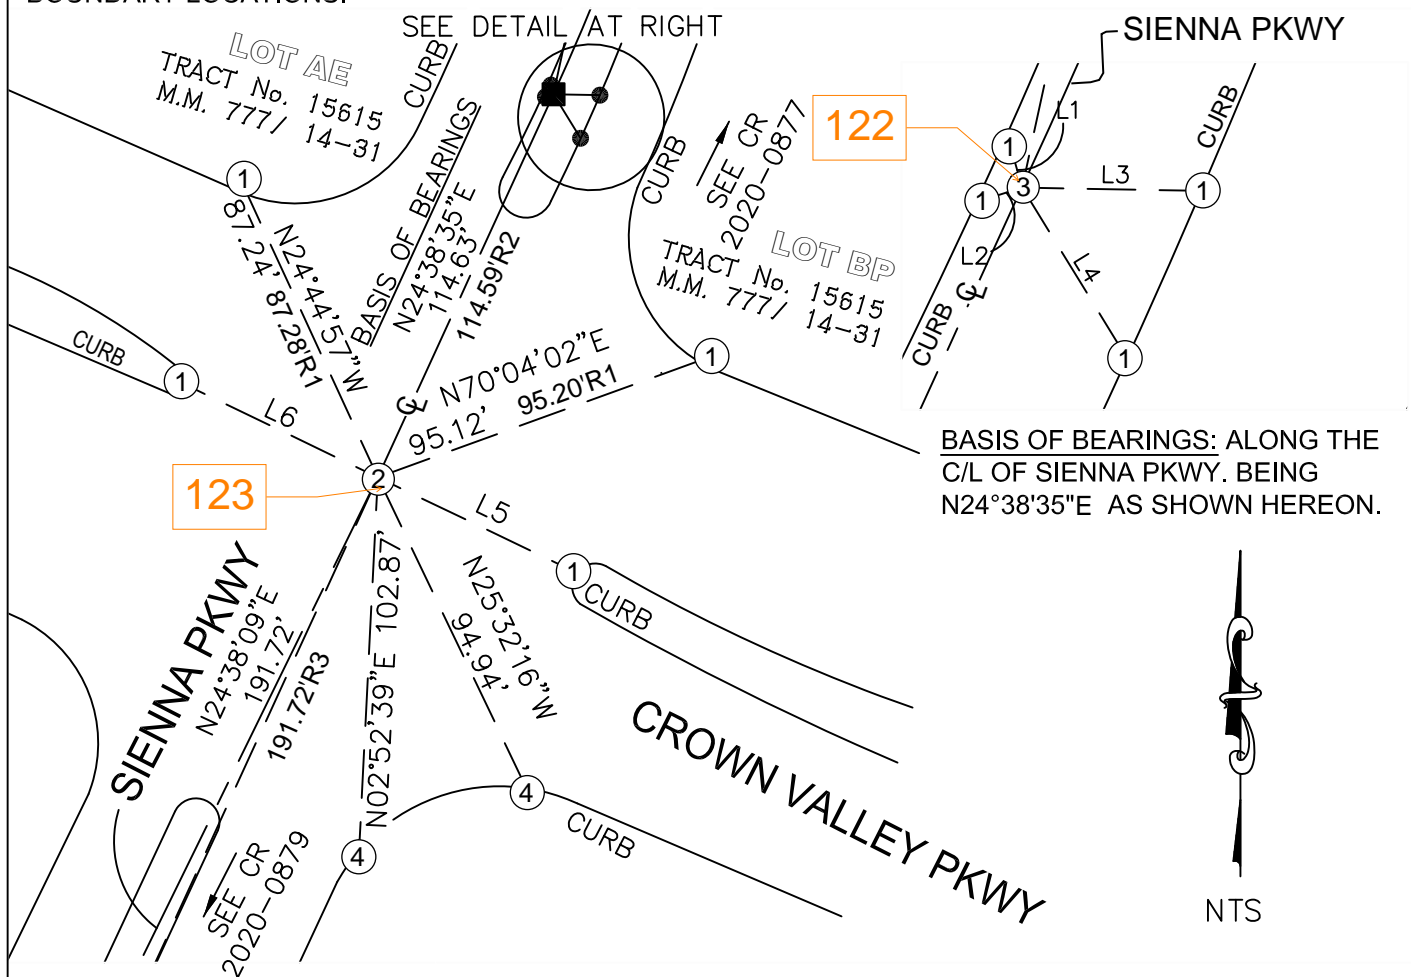 BOUNDARY LOCATIONS.
SEE DETAIL AT RIGHT
SIENNA PKWY
LOT AE
TRACT No. 15615
M.M. 777/ 14-31
CURB
BASIS OF BEARINGS
N24°38'35"E
114.63'
114.59'R2
CURB
SEE CR
2020-0877
LOT BP
TRACT No. 15615
M.M. 777/ 14-31
122
L1
CURB
1
3
L3
1
1
L2
L4
CURB
℄
1
1
N24°44'57"W
87.24' 87.28'R1
CURB
1
L6
℄
N70°04'02"E
95.12' 95.20'R1
1
BASIS OF BEARINGS: ALONG THE
C/L OF SIENNA PKWY. BEING
N24°38'35"E AS SHOWN HEREON.
123
2
L5
1
CURB
SIENNA PKWY
N24°38'09"E
191.72'
191.72'R3
N02°52'39"E 102.87'
N25°32'16"W
94.94'
CROWN VALLEY PKWY
4
4
CURB
SEE CR
2020-0879
NTS